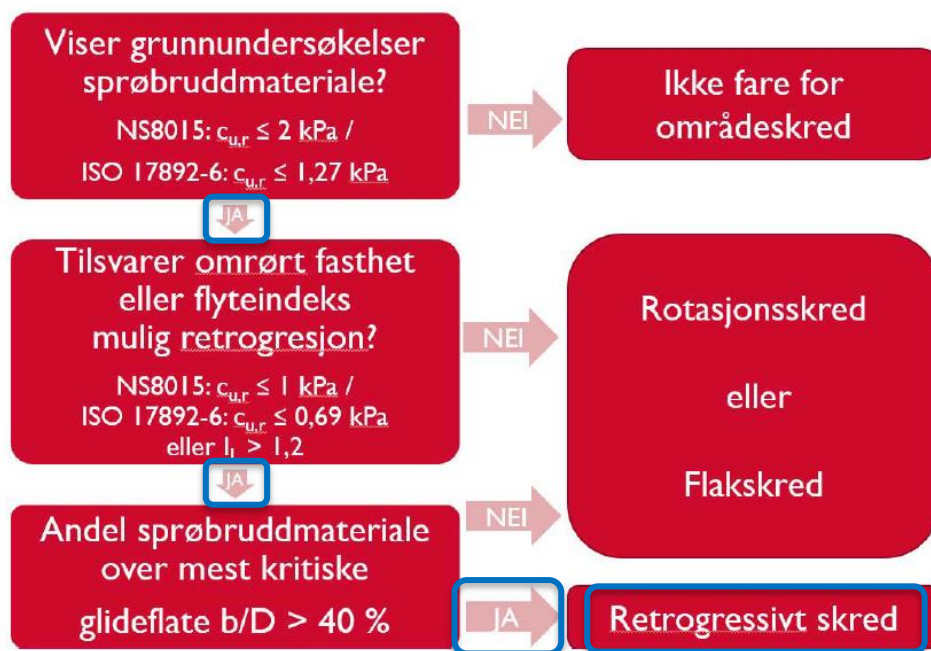 Viser grunnundersøkelser
sprøbruddmateriale?
NS8015: cu,r ≤ 2 kPa /
ISO 17892-6: cu,r ≤ 1,27 kPa
NEI
Ikke fare for
områdeskred
JA
Tilsvarer omrørt fasthet
eller flyteindeks
mulig retrogresjon?
NS8015: cu,r ≤ 1 kPa /
ISO 17892-6: cu,r ≤ 0,69 kPa
eller IL > 1,2
NEI
Rotasjonsskred
eller
Flakskred
JA
Andel sprøbruddmateriale
over mest kritiske
glideflate b/D > 40 %
NEI
JA
Retrogressivt skred